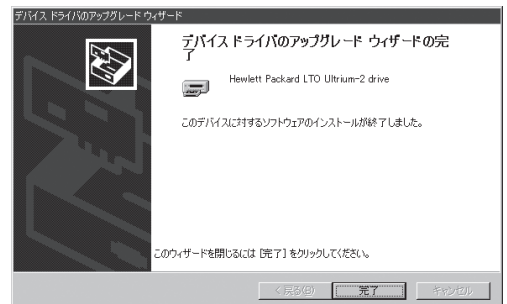 デバイス ドライバのアップグレード ウィザード
デバイス ドライバのアップグレード ウィザードの完
了
Hewlett Packard LTO Ultrium-2 drive
このデバイスに対するソフトウェアのインストールが終了しました。
このウィザードを閉じるには [完了] をクリックしてください。
< 戻る(B)
完了
キャンセル